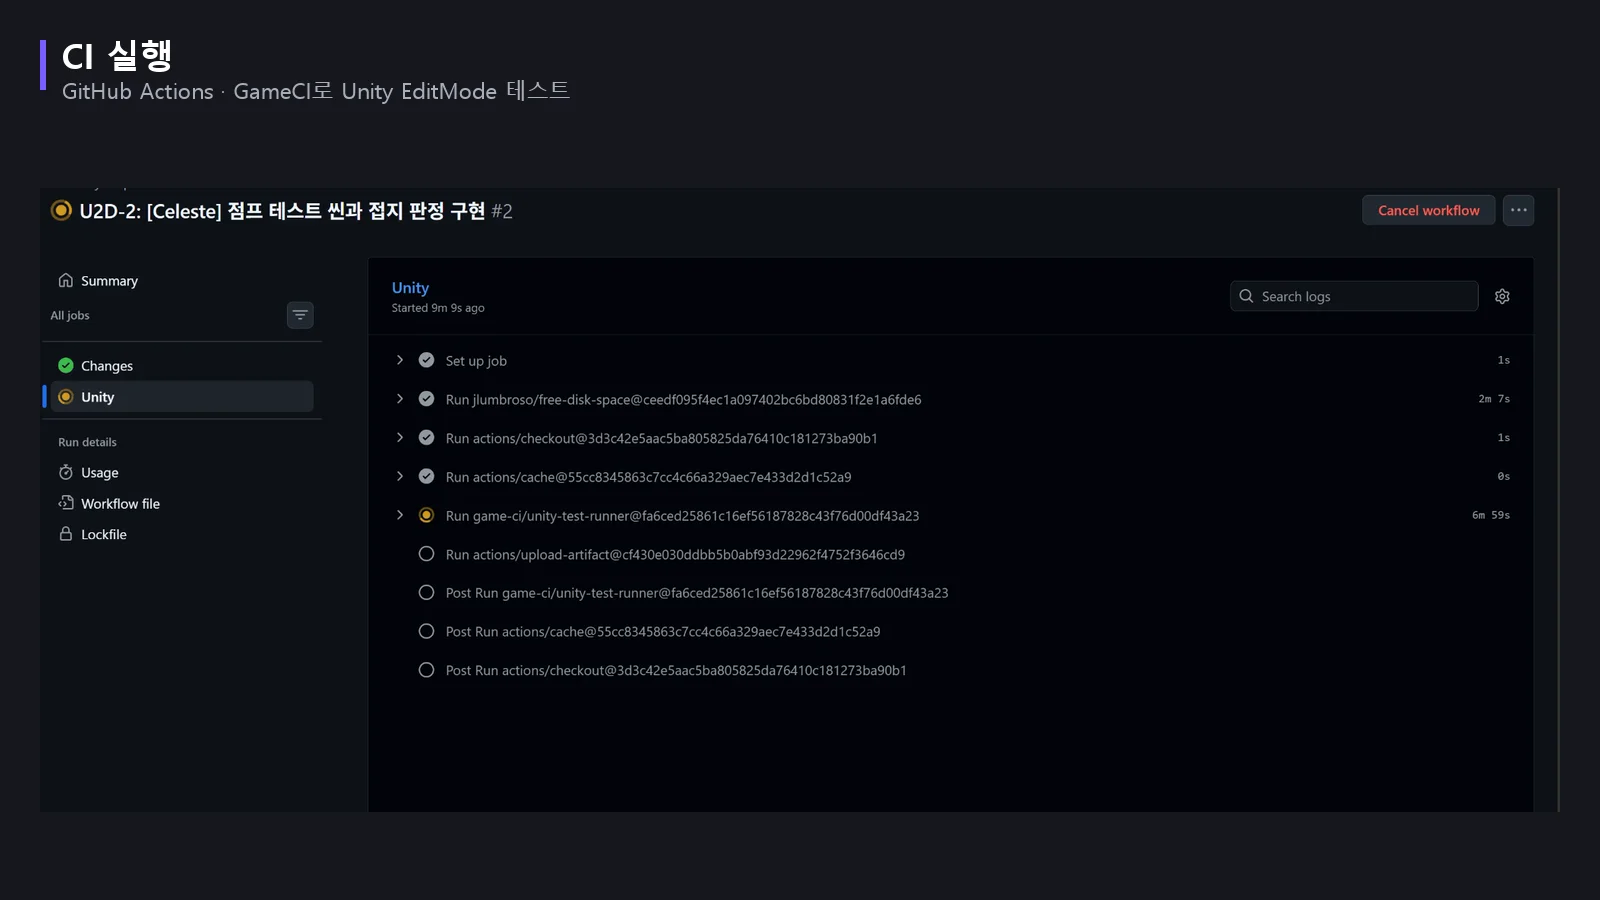 CI 실행
GitHub Actions · GameCI로 Unity EditMode 테스트
U2D-2: [Celeste] 점프 테스트 씬과 접지 판정 구현 #2
Cancel workflow
Summary
All jobs
Changes
Unity
Run details
Usage
Workflow file
Lockfile
Unity
Started 9m 9s ago
Search logs
Set up job 1s
Run jlumbroso/free-disk-space@ceedf095f4ec1a097402bc6bd80831f2e1a6fde6 2m 7s
Run actions/checkout@3d3c42e5aac5ba805825da76410c181273ba90b1 1s
Run actions/cache@55cc8345863c7cc4c66a329aec7e433d2d1c52a9 0s
Run game-ci/unity-test-runner@fa6ced25861c16ef56187828c43f76d00df43a23 6m 59s
Run actions/upload-artifact@cf430e030ddbb5b0abf93d22962f4752f3646cd9
Post Run game-ci/unity-test-runner@fa6ced25861c16ef56187828c43f76d00df43a23
Post Run actions/cache@55cc8345863c7cc4c66a329aec7e433d2d1c52a9
Post Run actions/checkout@3d3c42e5aac5ba805825da76410c181273ba90b1